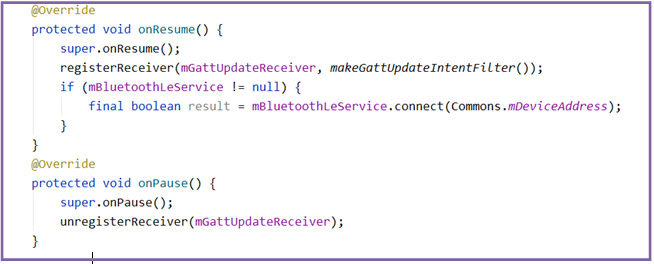 @Override
protected void onResume() {
    super.onResume();
    registerReceiver(mGattUpdateReceiver, makeGattUpdateIntentFilter());
    if (mBluetoothLeService != null) {
        final boolean result = mBluetoothLeService.connect(Commons.mDeviceAddress);
    }
}
@Override
protected void onPause() {
    super.onPause();
    unregisterReceiver(mGattUpdateReceiver);
}